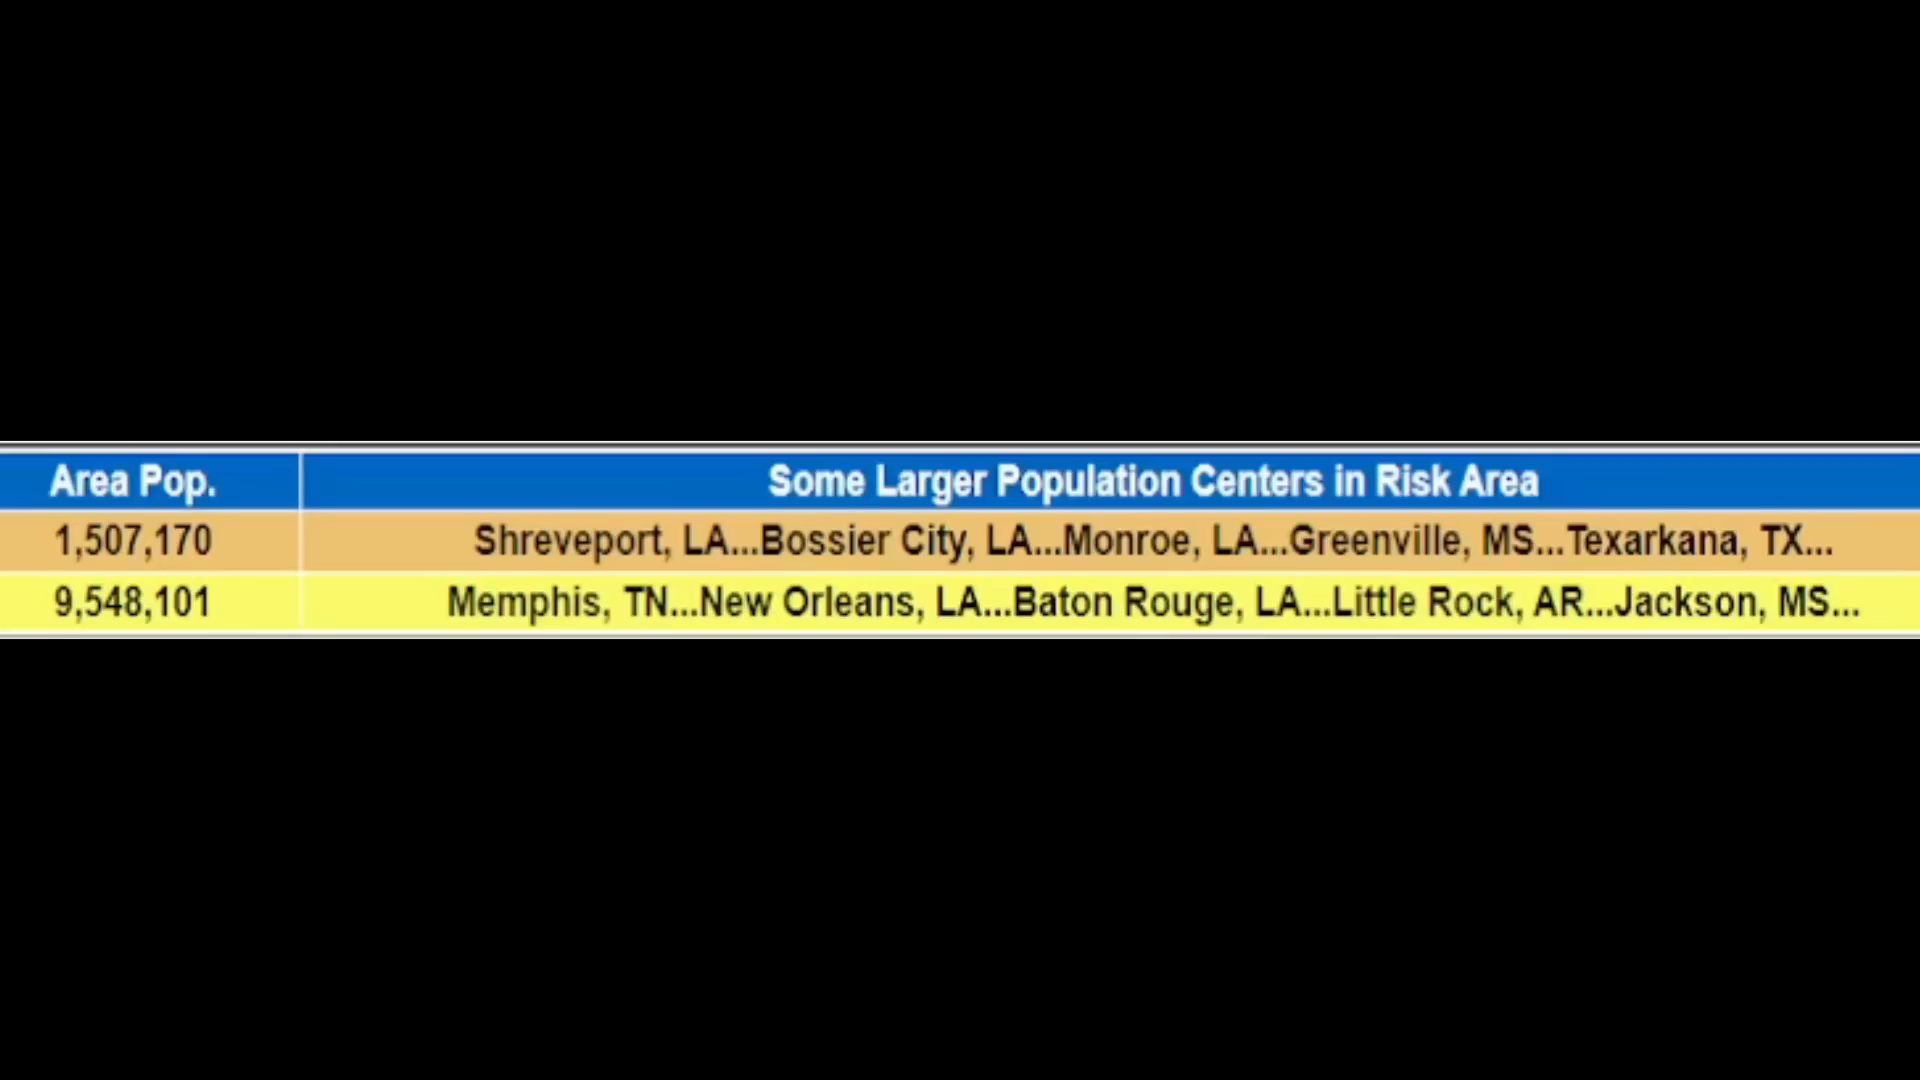 Area Pop. Some Larger Population Centers in Risk Area
1,507,170 Shreveport, LA...Bossier City, LA...Monroe, LA...Greenville, MS...Texarkana, TX...
9,548,101 Memphis, TN...New Orleans, LA...Baton Rouge, LA...Little Rock, AR...Jackson, MS...